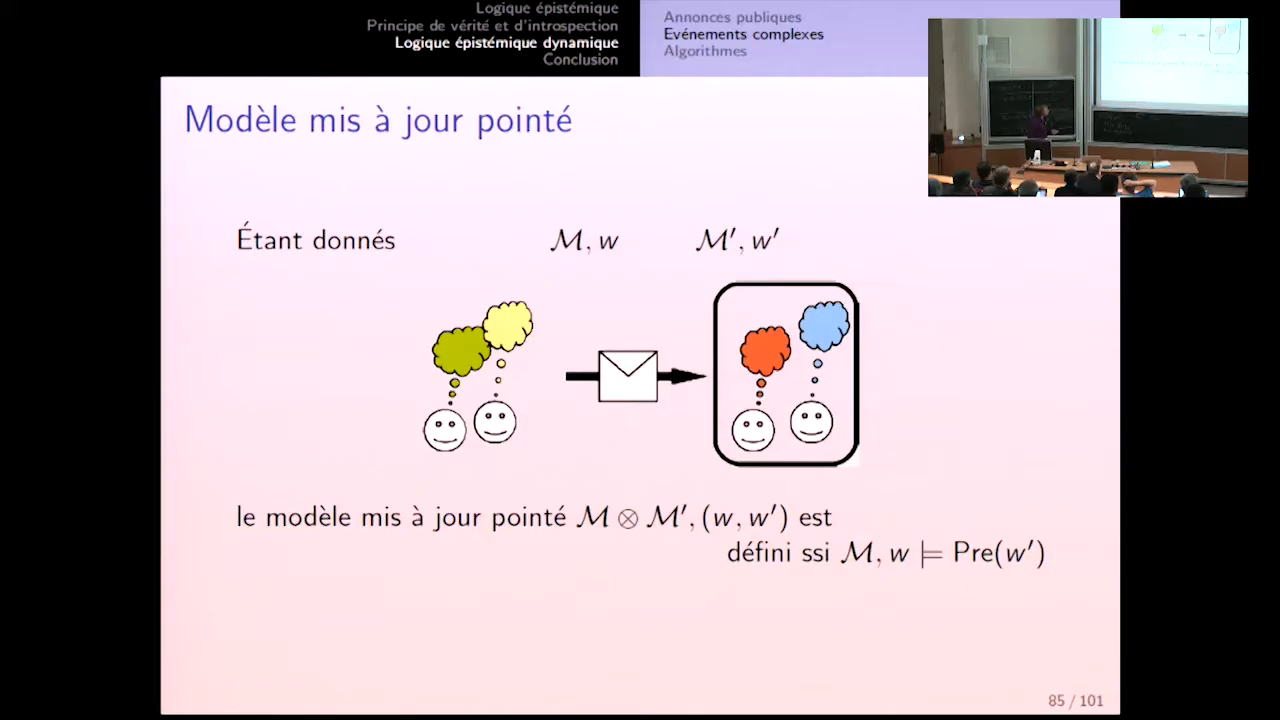 Logique épistémique
Principe de vérité et d'introspection
Logique épistémique dynamique
Conclusion
Annonces publiques
Evénements complexes
Algorithmes
Modèle mis à jour pointé
Étant donnés ℳ, w ℳ′, w′
le modèle mis à jour pointé ℳ ⊗ ℳ′, (w, w′) est
défini ssi ℳ, w ⊨ Pre(w′)
85 / 101